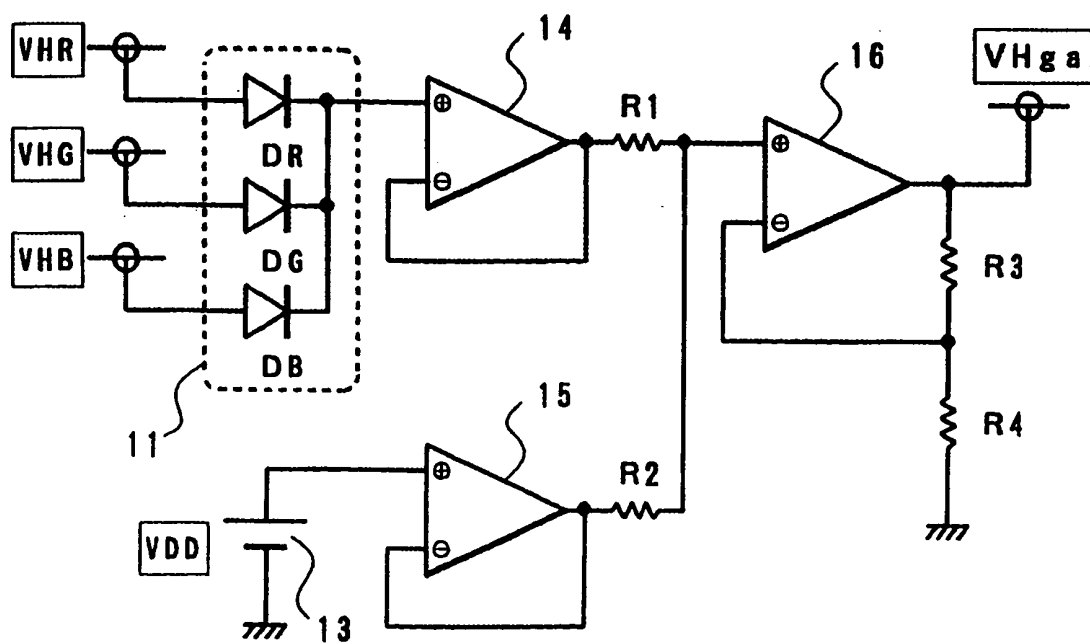 VHR
14
VHga
16
DR
R1
⊕
⊕
VHG
⊖
⊖
DG
VHB
R3
DB
11
15
R4
⊕
R2
VDD
⊖
13